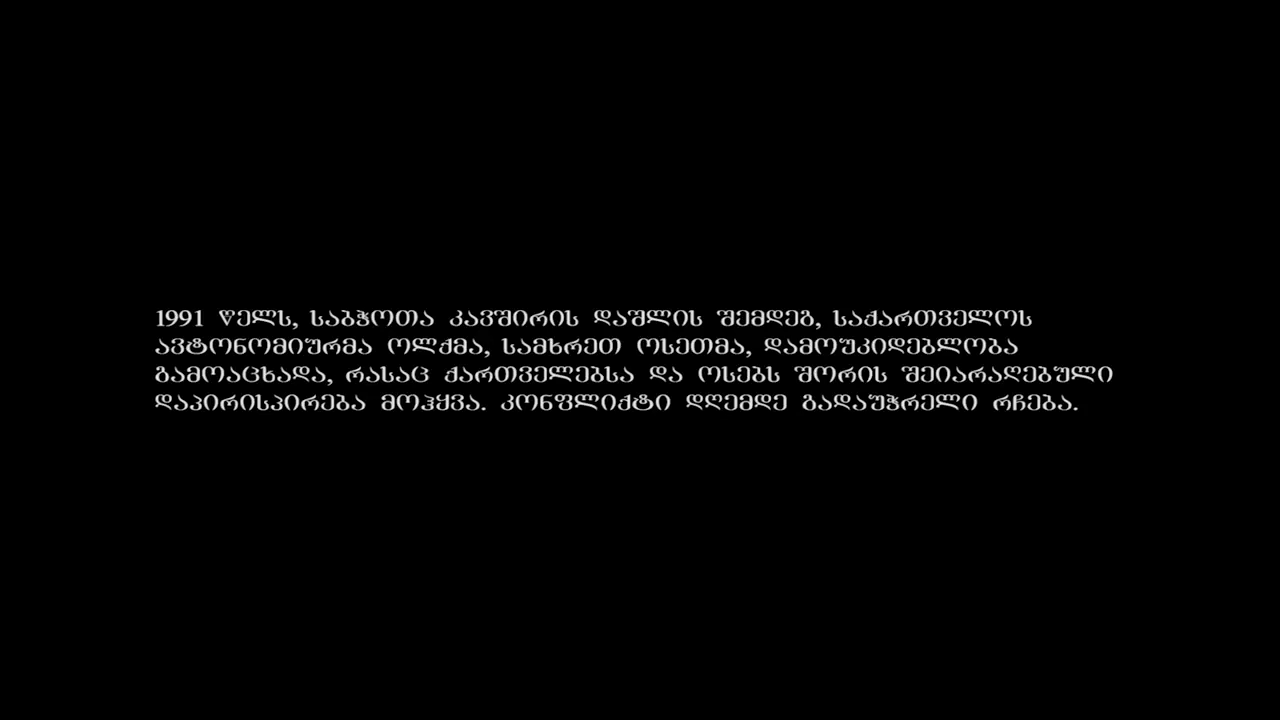 1991 წელს, საბჭოთა კავშირის დაშლის შემდეგ, საქართველოს
ავტონომიურმა ოლქმა, სამხრეთ ოსეთმა, დამოუკიდებლობა
გამოაცხადა, რასაც ქართველებსა და ოსებს შორის შეიარაღებული
დაპირისპირება მოჰყვა. კონფლიქტი დღემდე გადაუჭრელი რჩება.